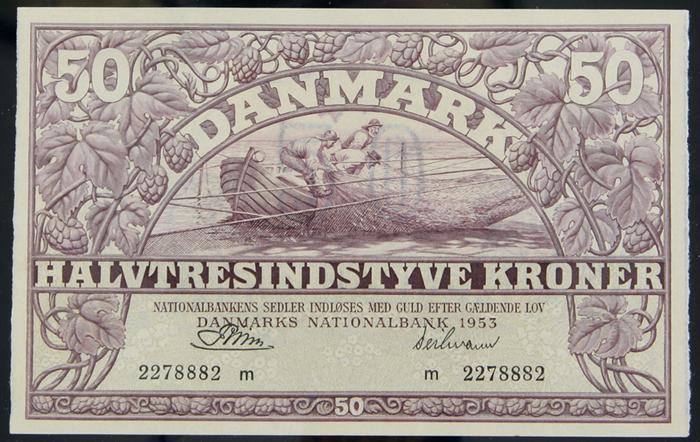 50 50
DANMARK
HALVTRESINDSTYVE KRONER
NATIONALBANKENS SEDLER INDLØSES MED GULD EFTER GÆLDENDE LOV
DANMARKS NATIONALBANK 1953
2278882 m m 2278882
50